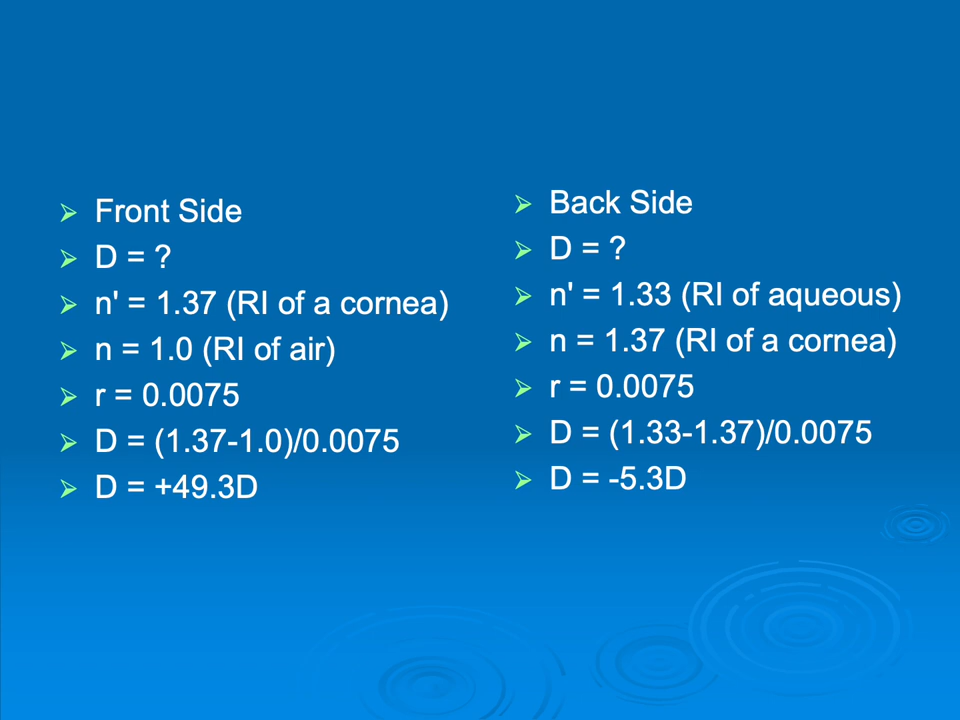 Front Side
D = ?
n' = 1.37 (RI of a cornea)
n = 1.0 (RI of air)
r = 0.0075
D = (1.37-1.0)/0.0075
D = +49.3D
Back Side
D = ?
n' = 1.33 (RI of aqueous)
n = 1.37 (RI of a cornea)
r = 0.0075
D = (1.33-1.37)/0.0075
D = -5.3D